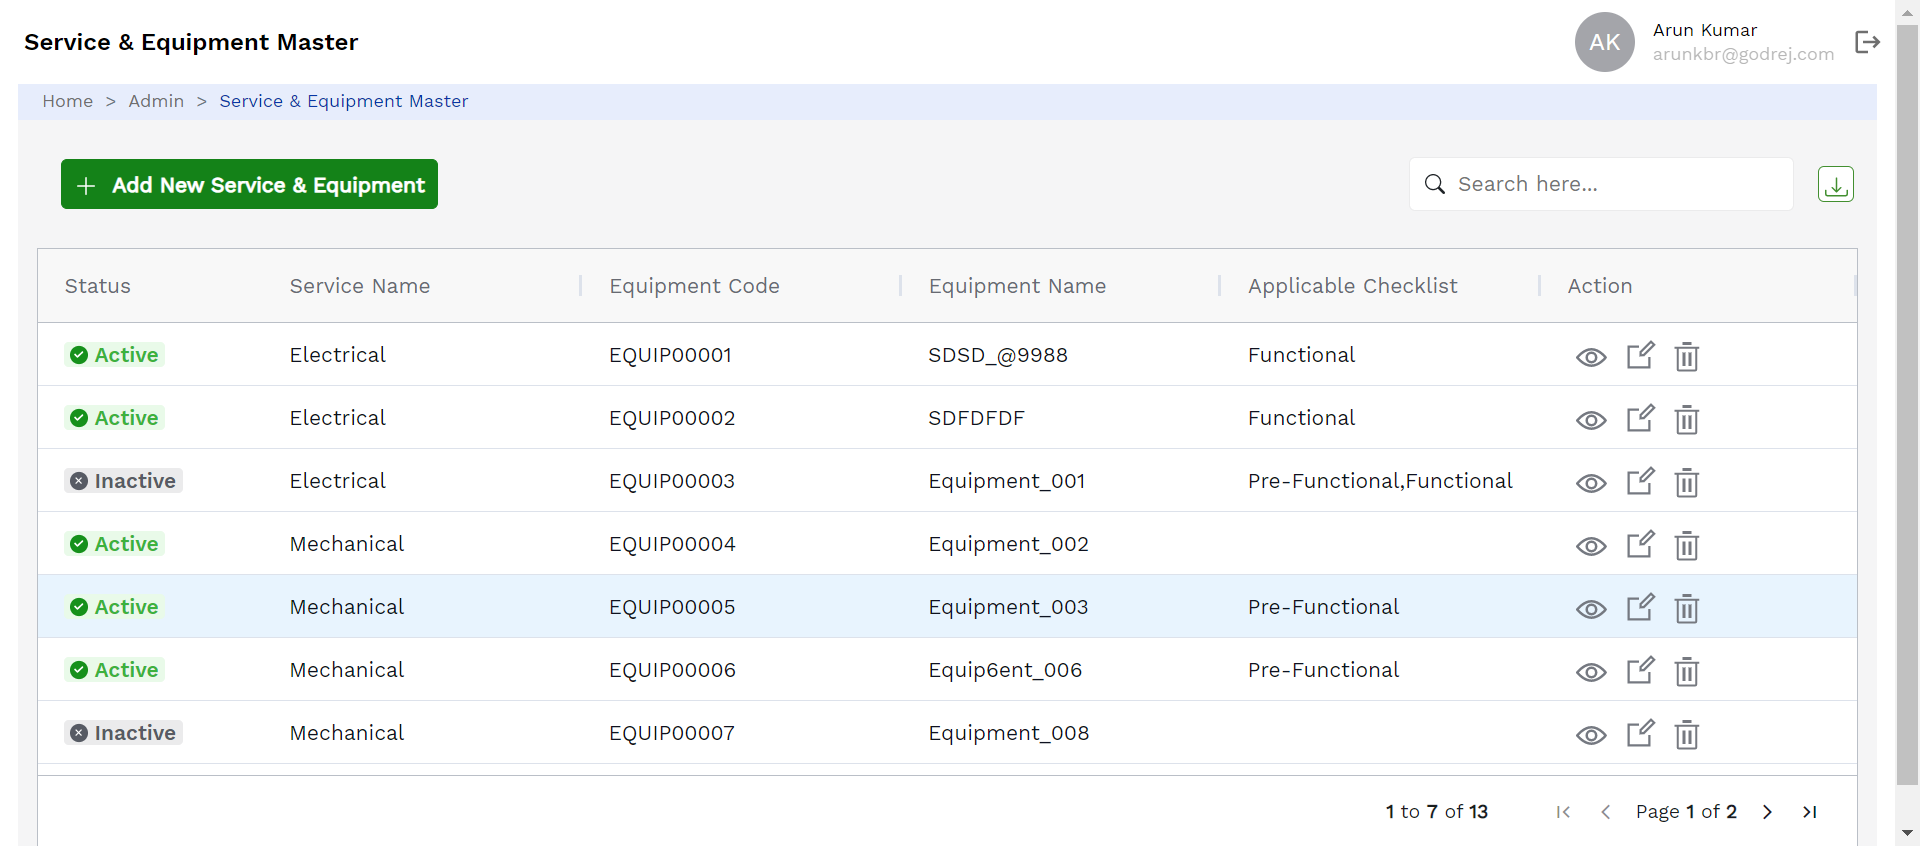 Service & Equipment Master
AK
Arun Kumar
arunkbr@godrej.com
Home > Admin > Service & Equipment Master
+ Add New Service & Equipment
Search here...
Status Service Name Equipment Code Equipment Name Applicable Checklist Action
Active Electrical EQUIP00001 SDSD_@9988 Functional
Active Electrical EQUIP00002 SDFDFDF Functional
Inactive Electrical EQUIP00003 Equipment_001 Pre-Functional,Functional
Active Mechanical EQUIP00004 Equipment_002
Active Mechanical EQUIP00005 Equipment_003 Pre-Functional
Active Mechanical EQUIP00006 Equip6ent_006 Pre-Functional
Inactive Mechanical EQUIP00007 Equipment_008
1 to 7 of 13 Page 1 of 2